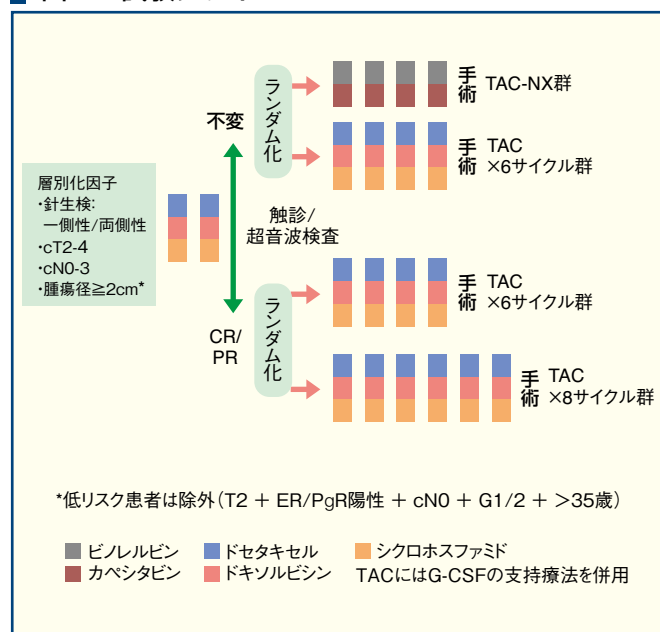 ランダム化
手術
TAC-NX群
不変
手術
TAC
×6サイクル群
層別化因子
・針生検:
一側性/両側性
・cT2-4
・cN0-3
・腫瘍径≧2cm*
触診/
超音波検査
CR/
PR
ランダム化
手術
TAC
×6サイクル群
手術
TAC
×8サイクル群
*低リスク患者は除外(T2 + ER/PgR陽性 + cN0 + G1/2 + >35歳)
ビノレルビン
ドセタキセル
シクロホスファミド
カペシタビン
ドキソルビシン
TACにはG-CSFの支持療法を併用